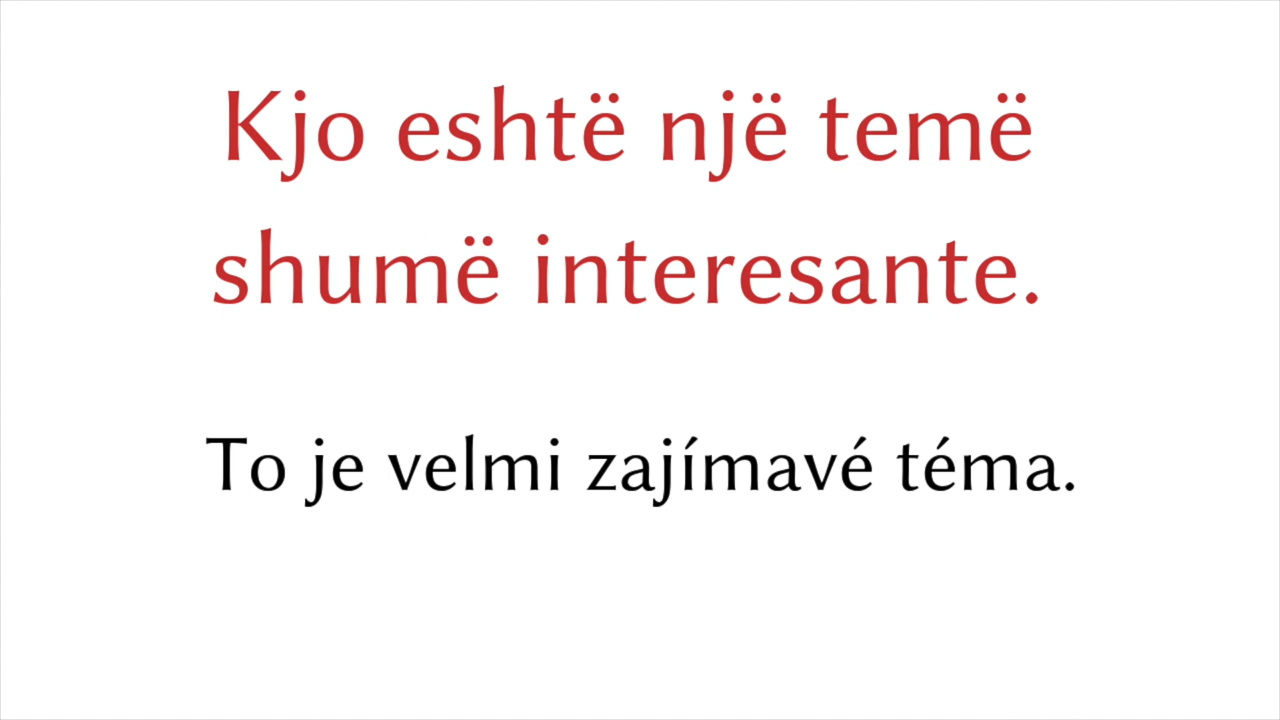 Kjo eshtë një temë
shumë interesante.
To je velmi zajímavé téma.